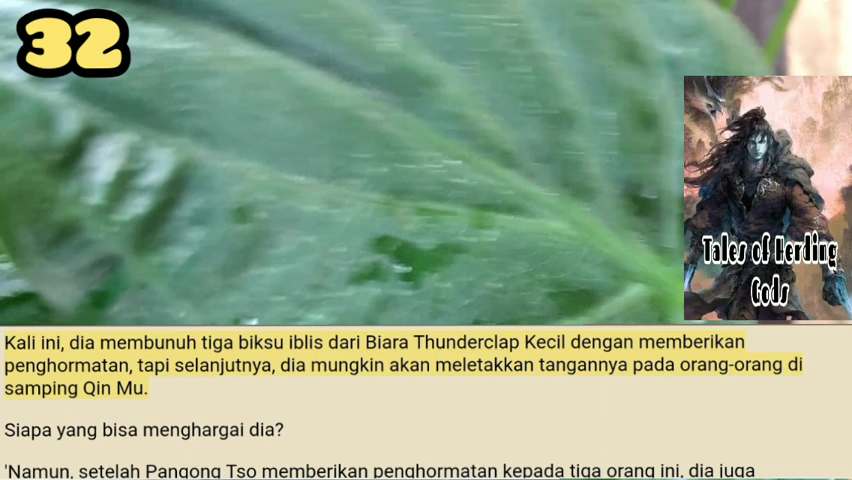 32
Tales of Herding
Gods
Kali ini, dia membunuh tiga biksu iblis dari Biara Thunderclap Kecil dengan memberikan
penghormatan, tapi selanjutnya, dia mungkin akan meletakkan tangannya pada orang-orang di
samping Qin Mu.
Siapa yang bisa menghargai dia?
'Namun, setelah Pangong Tso memberikan penghormatan kepada tiga orang ini, dia juga